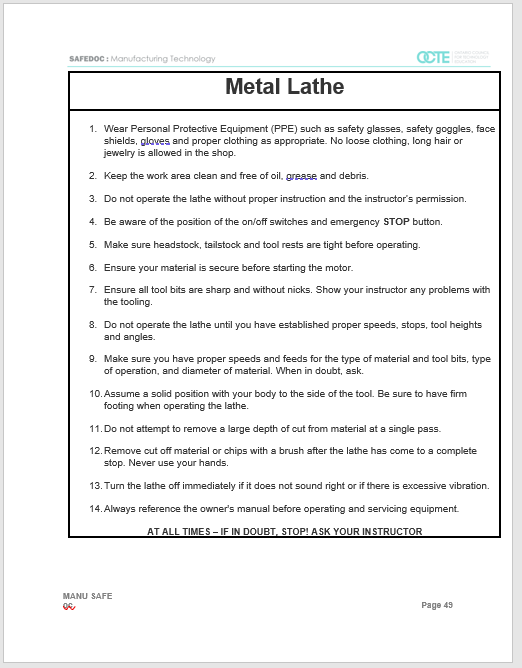 SAFEDOC : Manufacturing Technology
OCTE
Metal Lathe
1. Wear Personal Protective Equipment (PPE) such as safety glasses, safety goggles, face
shields, gloves and proper clothing as appropriate. No loose clothing, long hair or
jewelry is allowed in the shop.
2. Keep the work area clean and free of oil, grease and debris.
3. Do not operate the lathe without proper instruction and the instructor's permission.
4. Be aware of the position of the on/off switches and emergency STOP button.
5. Make sure headstock, tailstock and tool rests are tight before operating.
6. Ensure your material is secure before starting the motor.
7. Ensure all tool bits are sharp and without nicks. Show your instructor any problems with
the tooling.
8. Do not operate the lathe until you have established proper speeds, stops, tool heights
and angles.
9. Make sure you have proper speeds and feeds for the type of material and tool bits, type
of operation, and diameter of material. When in doubt, ask.
10. Assume a solid position with your body to the side of the tool. Be sure to have firm
footing when operating the lathe.
11. Do not attempt to remove a large depth of cut from material at a single pass.
12. Remove cut off material or chips with a brush after the lathe has come to a complete
stop. Never use your hands.
13. Turn the lathe off immediately if it does not sound right or if there is excessive vibration.
14. Always reference the owner's manual before operating and servicing equipment.
AT ALL TIMES – IF IN DOUBT, STOP! ASK YOUR INSTRUCTOR
MANU SAFE
Page 49